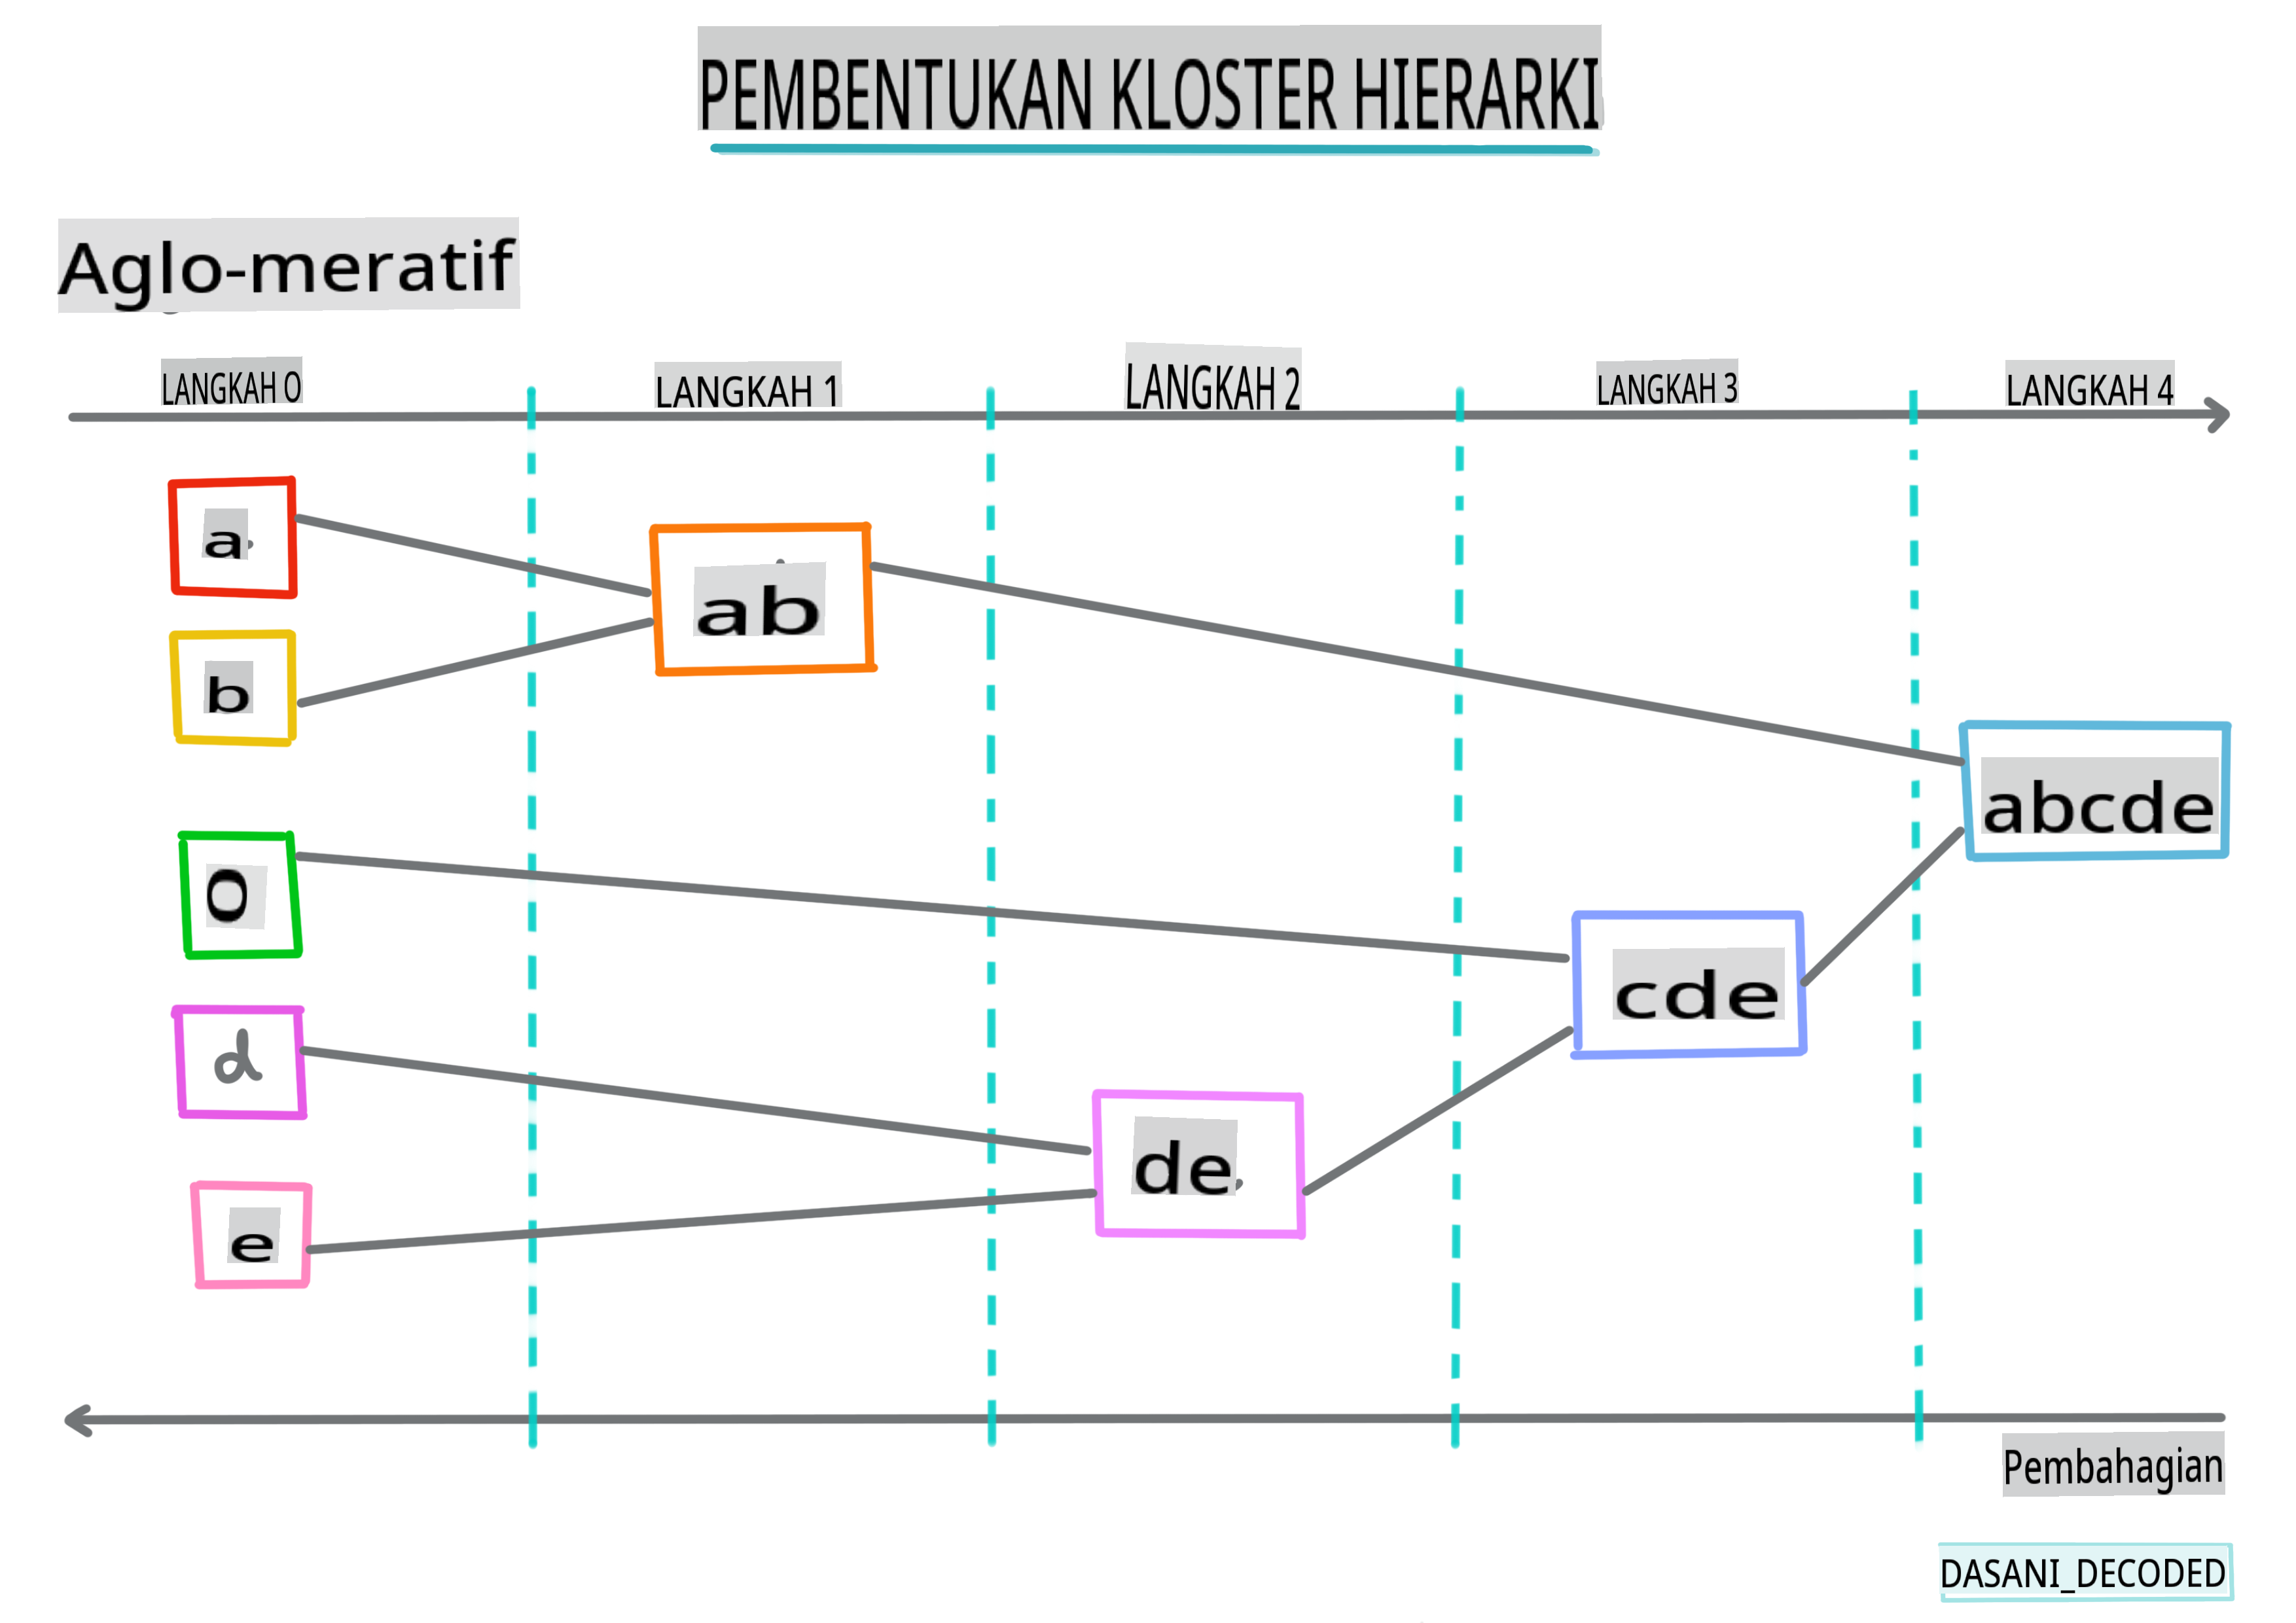 PEMBENTUKAN KLOSTER HIERARKI
Aglo-meratif
LANGKAH 0
LANGKAH 1
LANGKAH 2
LANGKAH 3
LANGKAH 4
a
ab
b
abcde
0
cde
d
de
e
Pembahagian
DASANI_DECODED